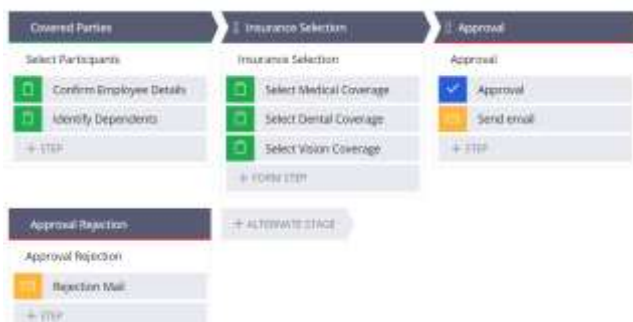 Covered Parties
Insurance Selection
Approval
Select Participants
Confirm Employee Details
Identify Dependents
+ STEP
Insurance Selection
Select Medical Coverage
Select Dental Coverage
Select Vision Coverage
+ FORM STEP
Approval
Approval
Send email
+ STEP
Approval Rejection
+ ALTERNATE STAGE
Approval Rejection
Rejection Mail
+ STEP